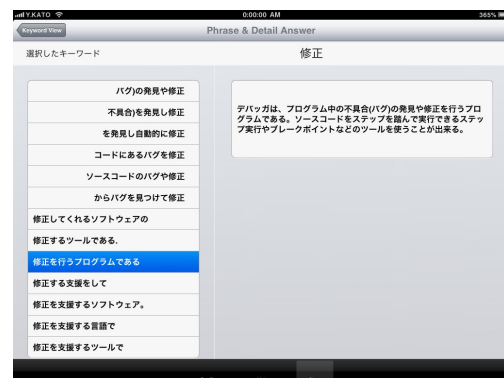 Y.KATO
0:00:00 AM
365%
Keyword View
Phrase & Detail Answer
選択したキーワード
修正
バグ)の発見や修正
不具合)を発見し修正
を発見し自動的に修正
コードにあるバグを修正
ソースコードのバグや修正
からバグを見つけて修正
修正してくれるソフトウェアの
修正するツールである.
修正を行うプログラムである
修正する支援をして
修正を支援するソフトウェア。
修正を支援する言語で
修正を支援するツールで
デバッガは、プログラム中の不具合(バグ)の発見や修正を行うプロ
グラムである。ソースコードをステップを踏んで実行できるステッ
プ実行やブレークポイントなどのツールを使うことが出来る。